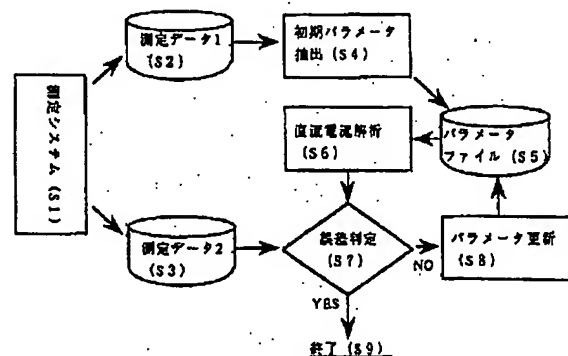 測定データ1
(S2)
初期パラメータ
抽出(S4)
測定システム(S1)
直流電流解析
(S6)
パラメータ
ファイル(S5)
測定データ2
(S3)
誤差判定
(S7)
NO
パラメータ更新
(S8)
YES
終了(S9)